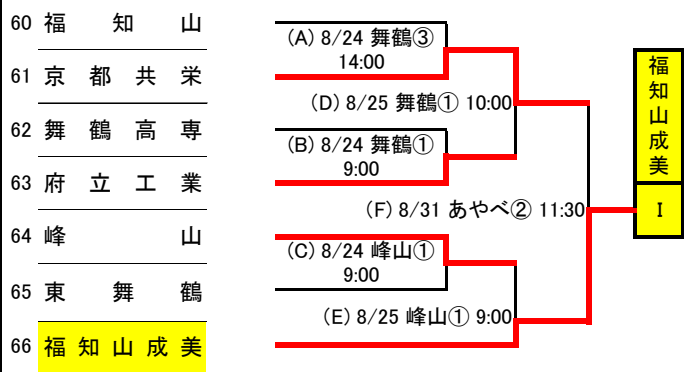 60 福知山
(A) 8/24 舞鶴③
14:00
61 京都共栄
(D) 8/25 舞鶴① 10:00
62 舞鶴高専
(B) 8/24 舞鶴①
9:00
63 府立工業
(F) 8/31 あやべ② 11:30
64 峰山
(C) 8/24 峰山①
9:00
65 東舞鶴
(E) 8/25 峰山① 9:00
66 福知山成美
福知山成美
I